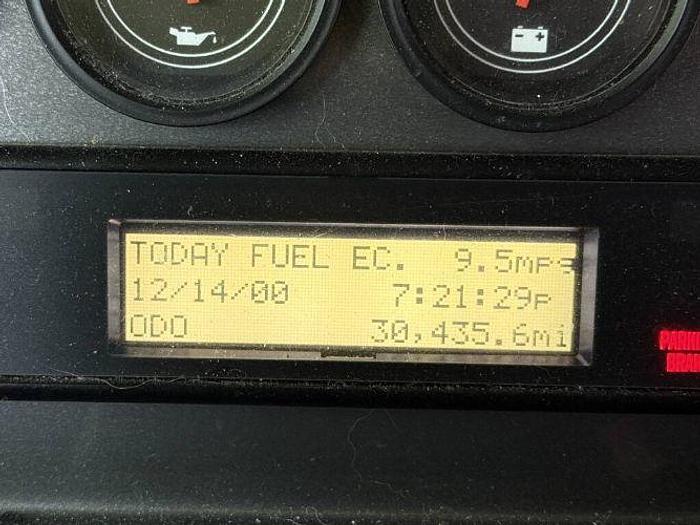 TODAY FUEL EC. 9.5mpg
12/14/00 7:21:29p
ODO 30,435.6mi